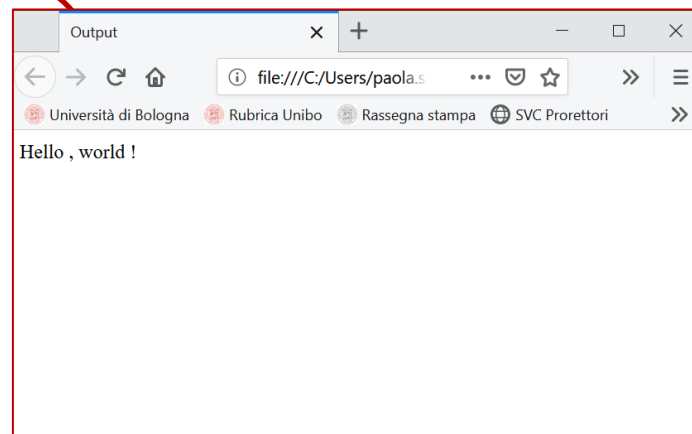 Output
file:///C:/Users/paola.s
Università di Bologna Rubrica Unibo Rassegna stampa SVC Prorettori
Hello , world !